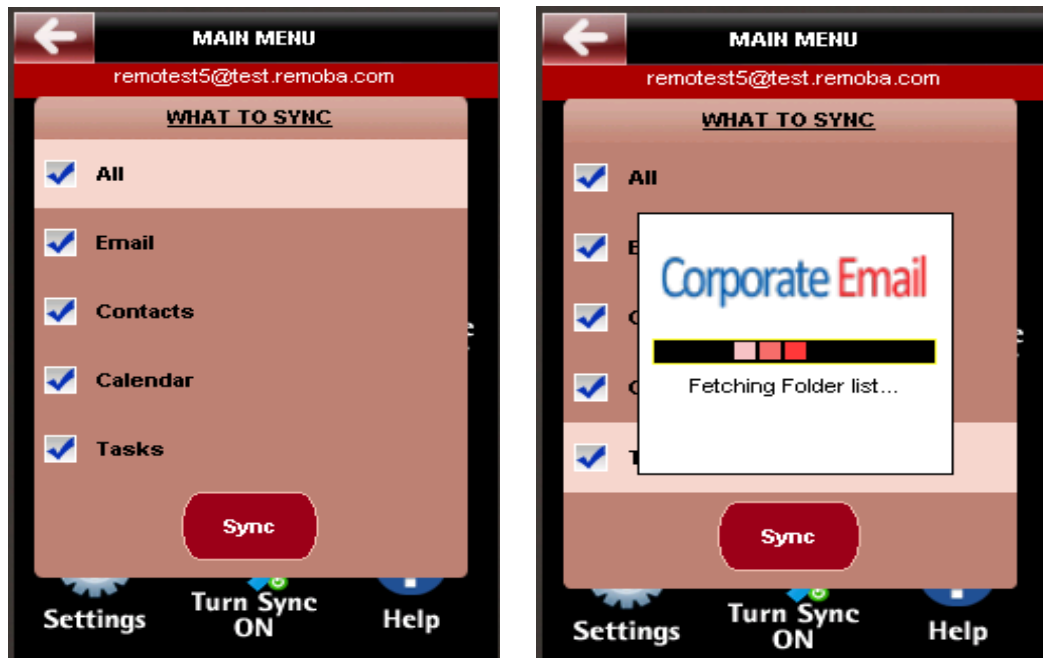 MAIN MENU
remotest5@test.remoba.com
WHAT TO SYNC
All
Email
Contacts
Calendar
Tasks
Sync
Settings
Turn Sync
ON
Help
MAIN MENU
remotest5@test.remoba.com
WHAT TO SYNC
All
Corporate Email
Fetching Folder list...
Sync
Settings
Turn Sync
ON
Help